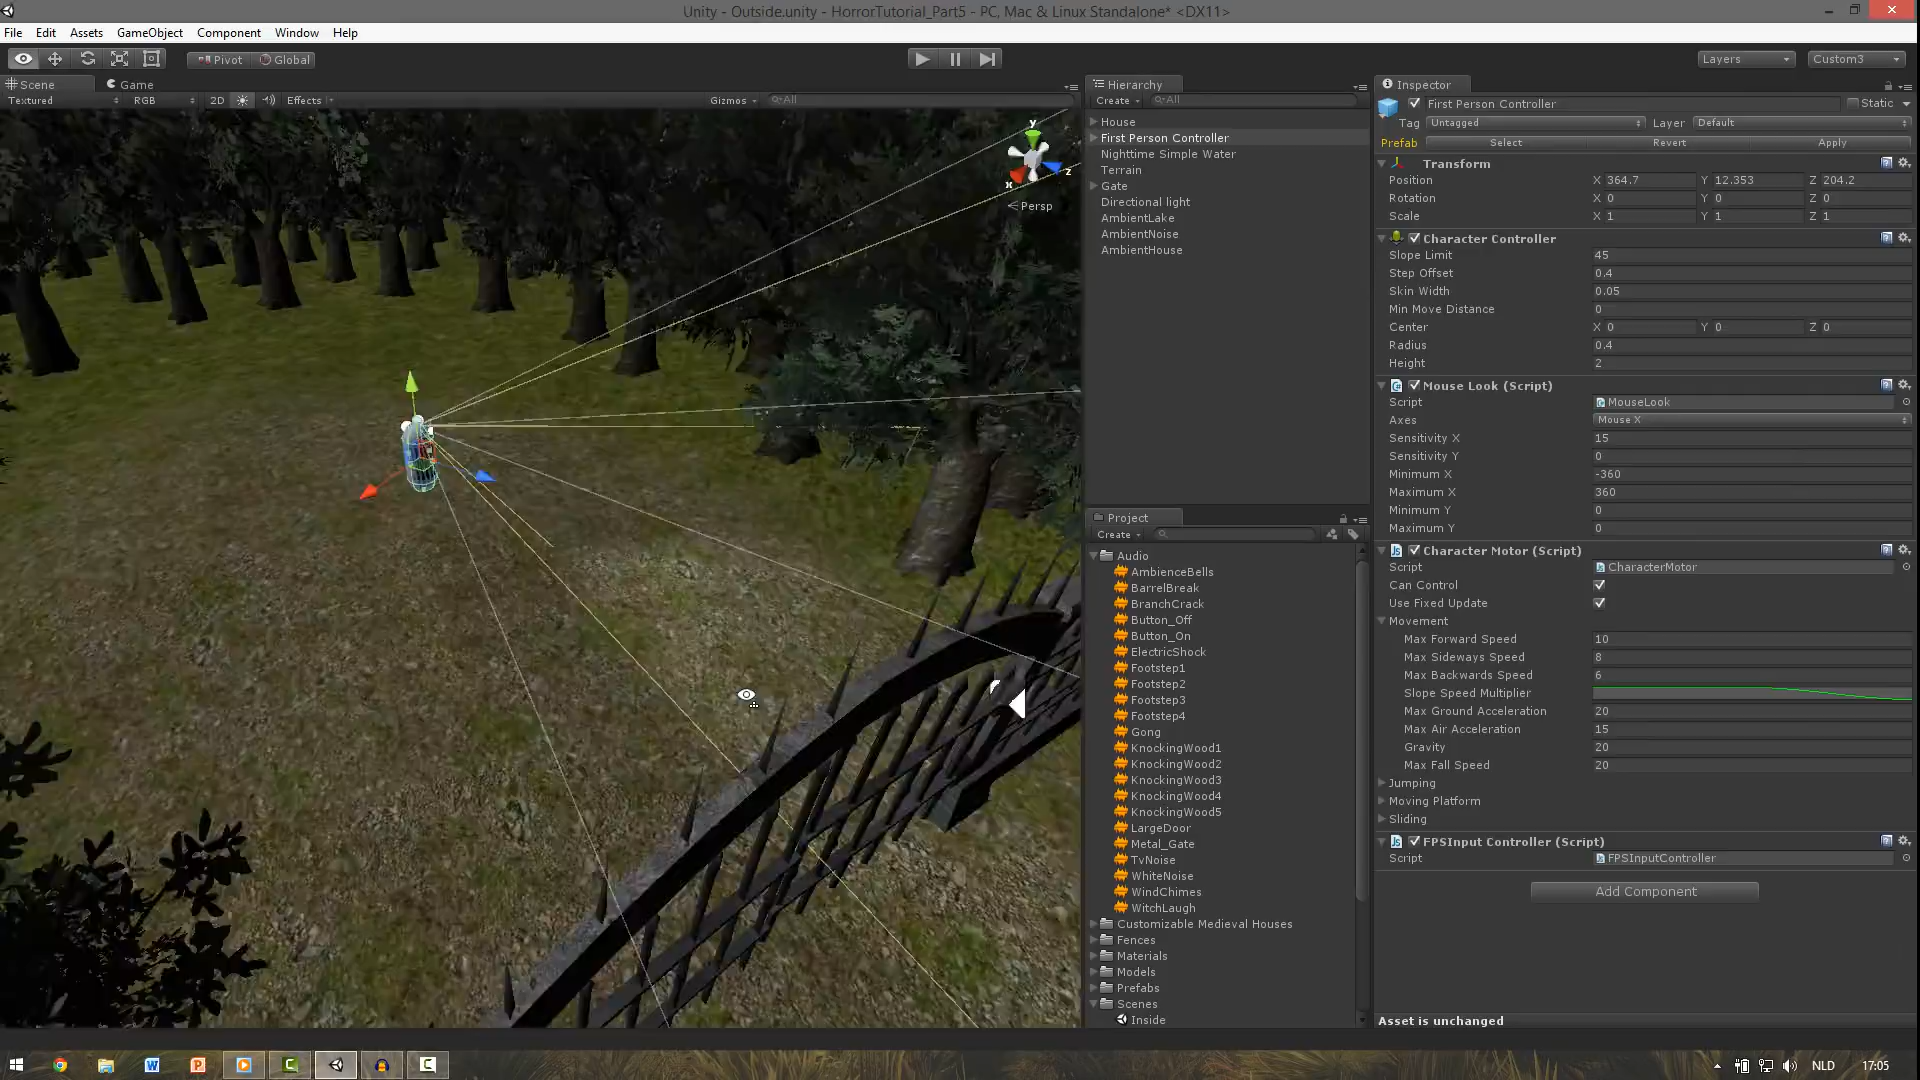 Unity - Outside.unity - HorrorTutorial_Part5 - PC, Mac & Linux Standalone* <DX11>
File Edit Assets GameObject Component Window Help
Pivot Global Layers Custom3
Scene Game
Textured RGB 2D Effects Gizmos All
Persp
y
x
z
Hierarchy
Create All
House
First Person Controller
Nighttime Simple Water
Terrain
Gate
Directional light
AmbientLake
AmbientNoise
AmbientHouse
Project
Create
Audio
AmbienceBells
BarrelBreak
BranchCrack
Button_Off
Button_On
ElectricShock
Footstep1
Footstep2
Footstep3
Footstep4
Gong
KnockingWood1
KnockingWood2
KnockingWood3
KnockingWood4
KnockingWood5
LargeDoor
Metal_Gate
TvNoise
WhiteNoise
WindChimes
WitchLaugh
Customizable Medieval Houses
Fences
Materials
Models
Prefabs
Scenes
Inside
Inspector
First Person Controller Static
Tag Untagged Layer Default
Prefab Select Revert Apply
Transform
Position X 364.7 Y 12.353 Z 204.2
Rotation X 0 Y 0 Z 0
Scale X 1 Y 1 Z 1
Character Controller
Slope Limit 45
Step Offset 0.4
Skin Width 0.05
Min Move Distance 0
Center X 0 Y 0 Z 0
Radius 0.4
Height 2
Mouse Look (Script)
Script MouseLook
Axes Mouse X
Sensitivity X 15
Sensitivity Y 0
Minimum X -360
Maximum X 360
Minimum Y 0
Maximum Y 0
Character Motor (Script)
Script CharacterMotor
Can Control
Use Fixed Update
Movement
Max Forward Speed 10
Max Sideways Speed 8
Max Backwards Speed 6
Slope Speed Multiplier
Max Ground Acceleration 20
Max Air Acceleration 15
Gravity 20
Max Fall Speed 20
Jumping
Moving Platform
Sliding
FPSInput Controller (Script)
Script FPSInputController
Add Component
Asset is unchanged
NLD 17:05